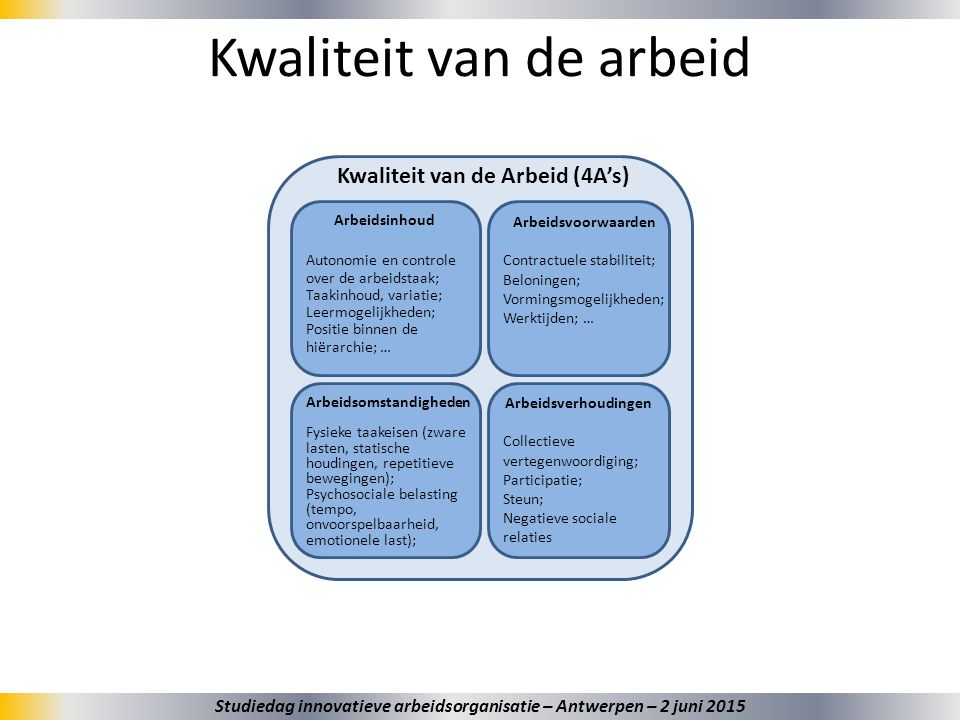 Kwaliteit van de arbeid
Kwaliteit van de Arbeid (4A’s)
Arbeidsinhoud
Autonomie en controle
over de arbeidstaak;
Taakinhoud, variatie;
Leermogelijkheden;
Positie binnen de
hiërarchie; …
Arbeidsvoorwaarden
Contractuele stabiliteit;
Beloningen;
Vormingsmogelijkheden;
Werktijden; …
Arbeidsomstandigheden
Fysieke taakeisen (zware
lasten, statische
houdingen, repetitieve
bewegingen);
Psychosociale belasting
(tempo,
onvoorspelbaarheid,
emotionele last);
Arbeidsverhoudingen
Collectieve
vertegenwoordiging;
Participatie;
Steun;
Negatieve sociale
relaties
Studiedag innovatieve arbeidsorganisatie – Antwerpen – 2 juni 2015